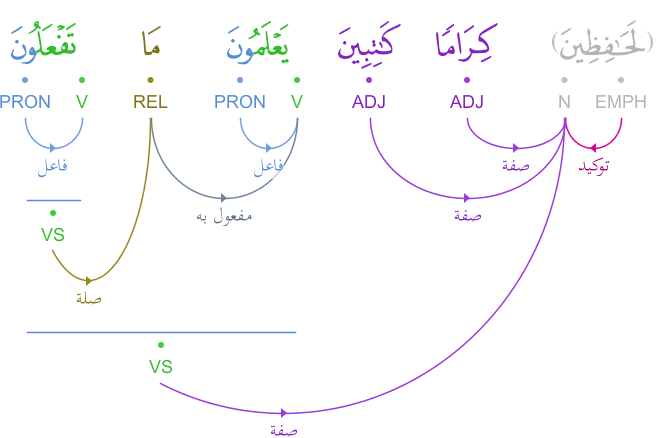 (لَحَـٰفِظِينَ) كِرَامًا كَـٰتِبِينَ يَعْلَمُونَ مَا تَفْعَلُونَ
PRON V REL PRON V ADJ ADJ N EMPH
فاعل فاعل صفة توكيد
مفعول به صفة
VS
صلة
VS
صفة